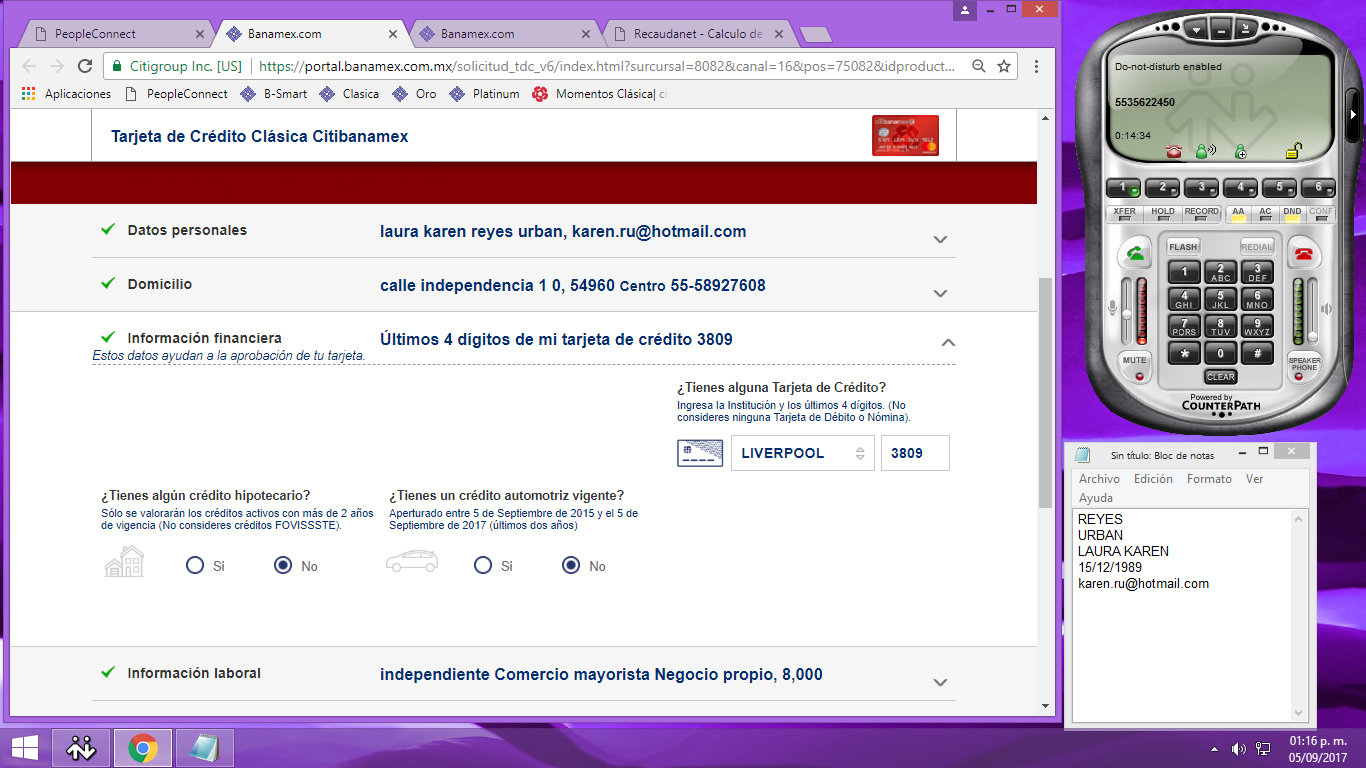 PeopleConnect
Banamex.com
Banamex.com
Recaudanet - Calculo de
Citigroup Inc. [US]
https://portal.banamex.com.mx/solicitud_tdc_v6/index.html?surcursal=8082&canal=16&pos=75082&idproduct...
Aplicaciones PeopleConnect B-Smart Clasica Oro Platinum Momentos Clásica| ci
Tarjeta de Crédito Clásica Citibanamex
Datos personales laura karen reyes urban, karen.ru@hotmail.com
Domicilio calle independencia 1 0, 54960 Centro 55-58927608
Información financiera Últimos 4 dígitos de mi tarjeta de crédito 3809
Estos datos ayudan a la aprobación de tu tarjeta.
¿Tienes alguna Tarjeta de Crédito?
Ingresa la Institución y los últimos 4 dígitos. (No
consideres ninguna Tarjeta de Débito o Nómina).
LIVERPOOL 3809
¿Tienes algún crédito hipotecario?
Sólo se valorarán los créditos activos con más de 2 años
de vigencia (No consideres créditos FOVISSSTE).
Si No
¿Tienes un crédito automotriz vigente?
Aperturado entre 5 de Septiembre de 2015 y el 5 de
Septiembre de 2017 (últimos dos años)
Si No
Información laboral independiente Comercio mayorista Negocio propio, 8,000
Do-not-disturb enabled
5535622450
0:14:34
1 2 3 4 5 6
XFER HOLD RECORD AA AC DND CONF
FLASH REDIAL
1 2 ABC 3 DEF
4 GHI 5 JKL 6 MNO
7 PQRS 8 TUV 9 WXYZ
* 0 #
MUTE CLEAR SPEAKER
PHONE
Powered by
COUNTERPATH
Sin título: Bloc de notas
Archivo Edición Formato Ver
Ayuda
REYES
URBAN
LAURA KAREN
15/12/1989
karen.ru@hotmail.com
01:16 p. m.
05/09/2017